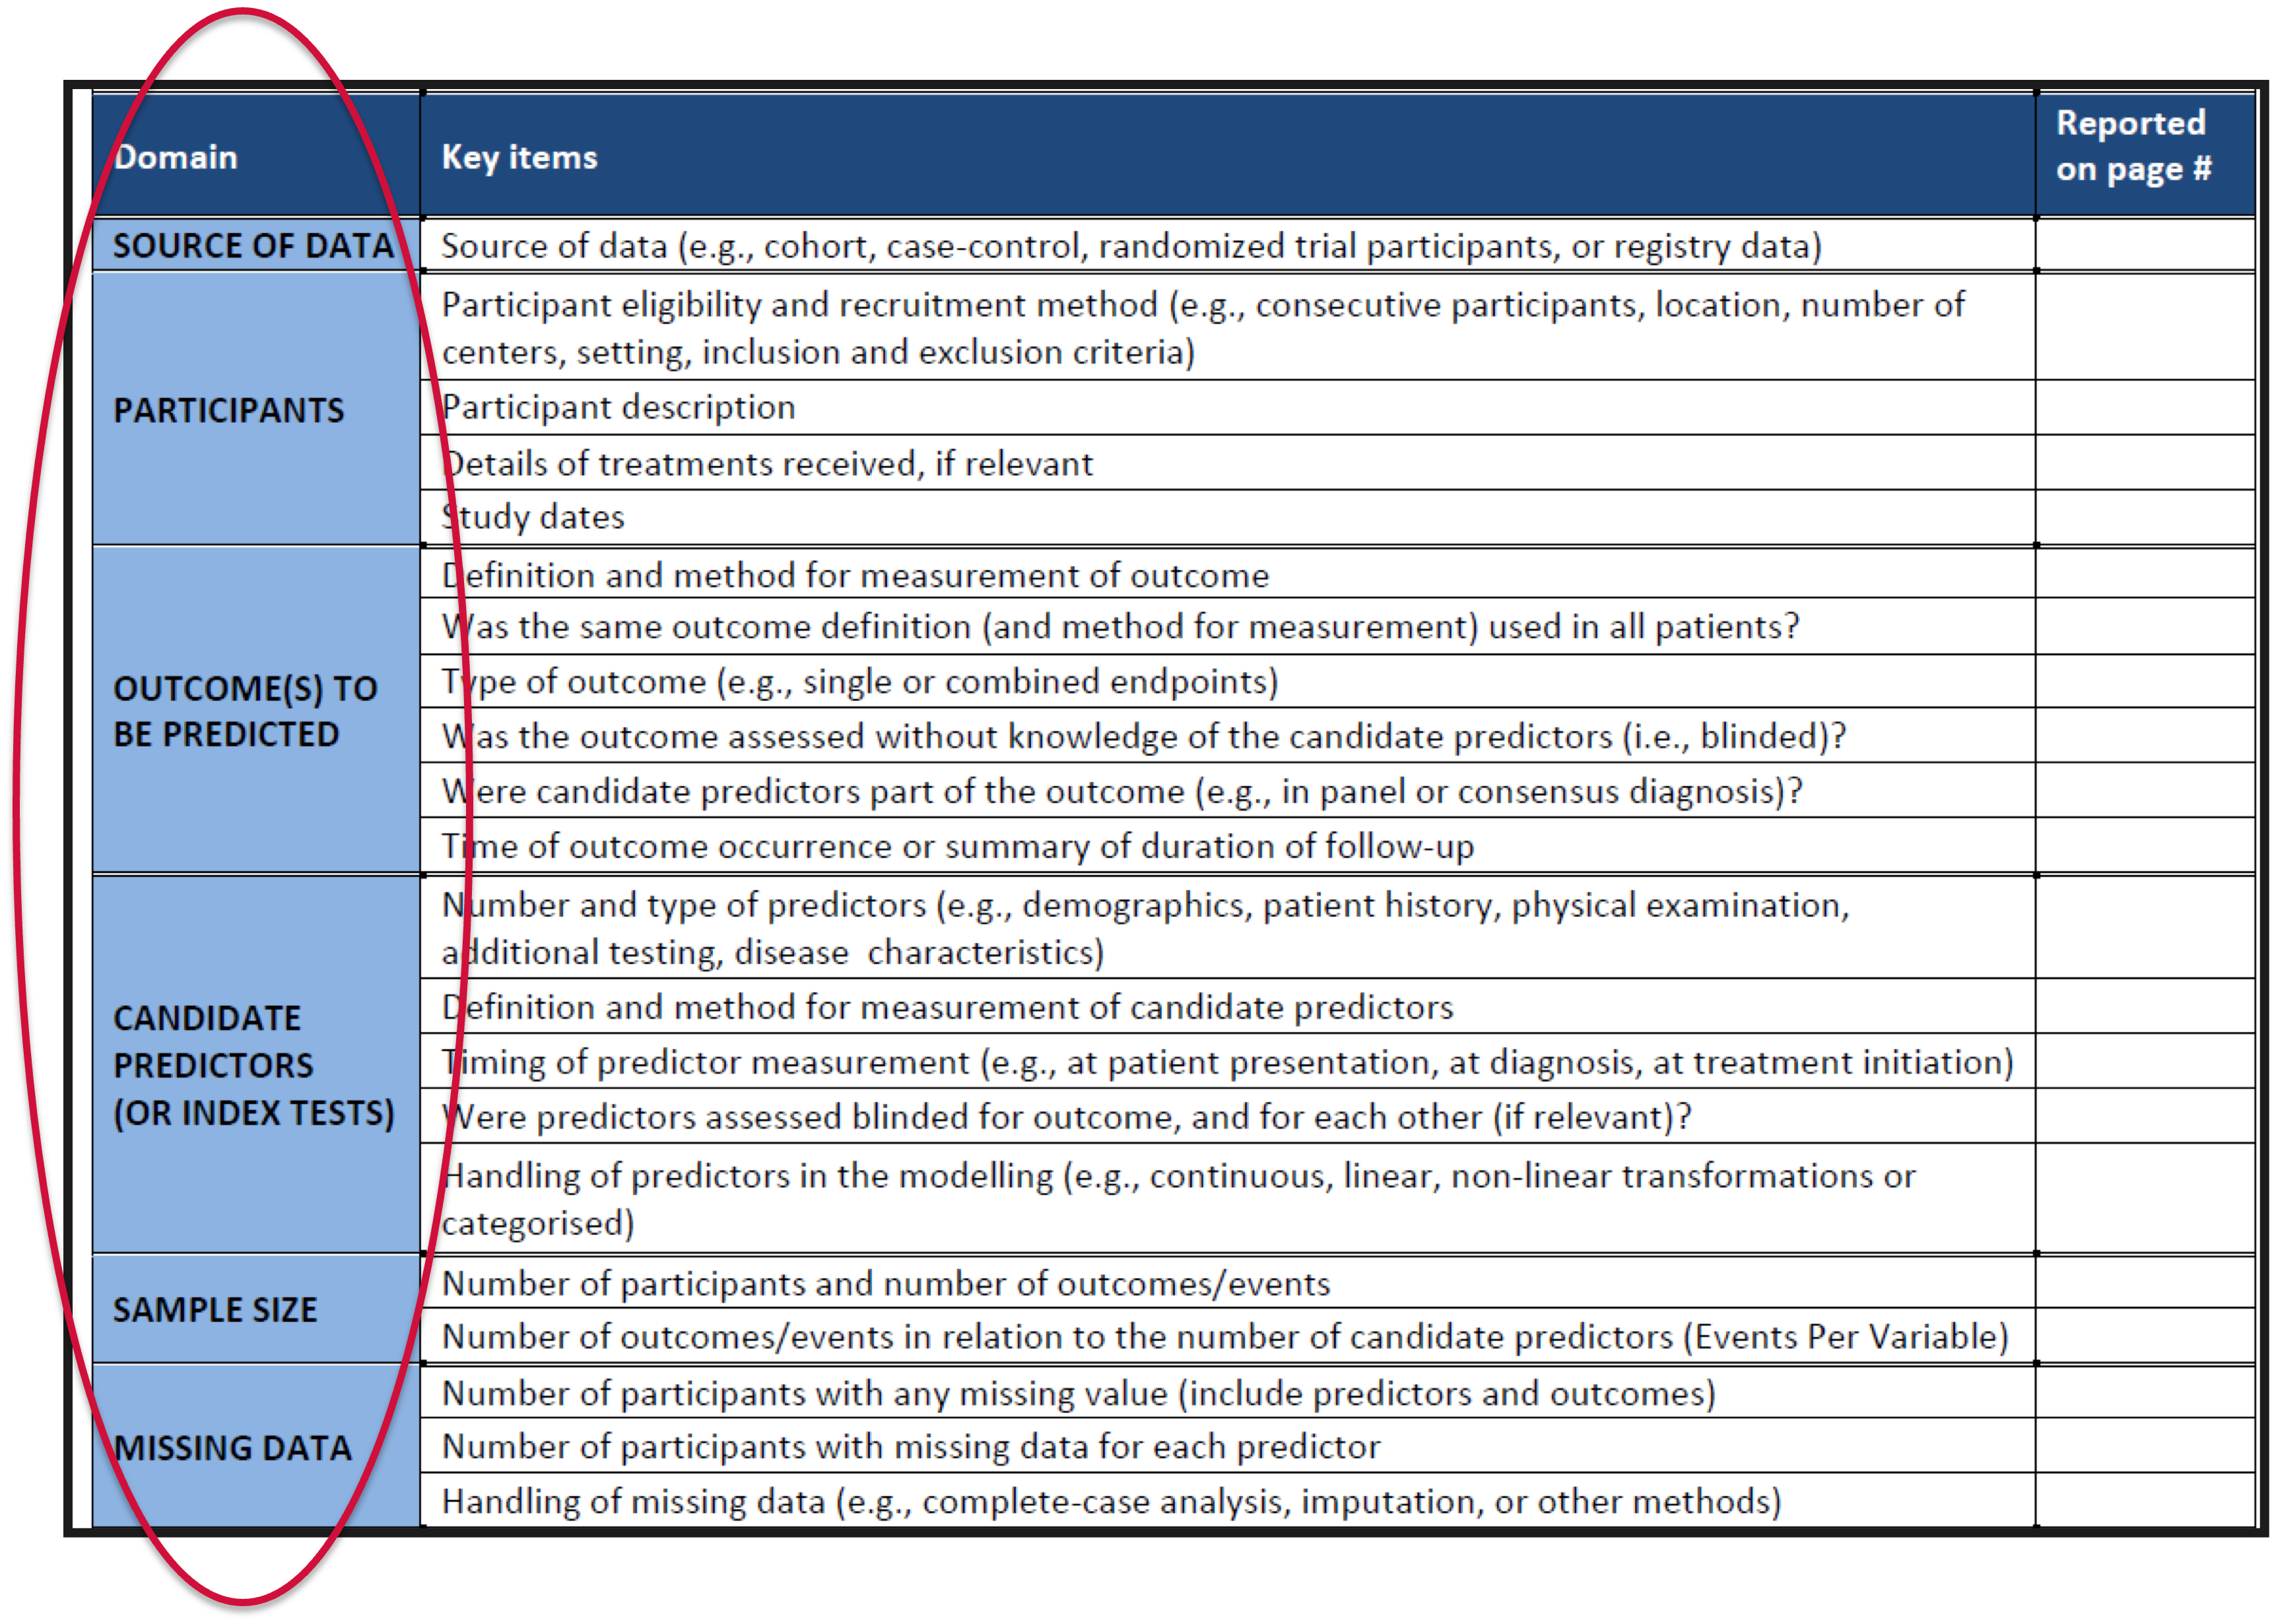 Domain
Key items
Reported
on page #
SOURCE OF DATA
Source of data (e.g., cohort, case-control, randomized trial participants, or registry data)
PARTICIPANTS
Participant eligibility and recruitment method (e.g., consecutive participants, location, number of
centers, setting, inclusion and exclusion criteria)
Participant description
Details of treatments received, if relevant
Study dates
OUTCOME(S) TO
BE PREDICTED
Definition and method for measurement of outcome
Was the same outcome definition (and method for measurement) used in all patients?
Type of outcome (e.g., single or combined endpoints)
Was the outcome assessed without knowledge of the candidate predictors (i.e., blinded)?
Were candidate predictors part of the outcome (e.g., in panel or consensus diagnosis)?
Time of outcome occurrence or summary of duration of follow-up
CANDIDATE
PREDICTORS
(OR INDEX TESTS)
Number and type of predictors (e.g., demographics, patient history, physical examination,
additional testing, disease characteristics)
Definition and method for measurement of candidate predictors
Timing of predictor measurement (e.g., at patient presentation, at diagnosis, at treatment initiation)
Were predictors assessed blinded for outcome, and for each other (if relevant)?
Handling of predictors in the modelling (e.g., continuous, linear, non-linear transformations or
categorised)
SAMPLE SIZE
Number of participants and number of outcomes/events
Number of outcomes/events in relation to the number of candidate predictors (Events Per Variable)
MISSING DATA
Number of participants with any missing value (include predictors and outcomes)
Number of participants with missing data for each predictor
Handling of missing data (e.g., complete-case analysis, imputation, or other methods)